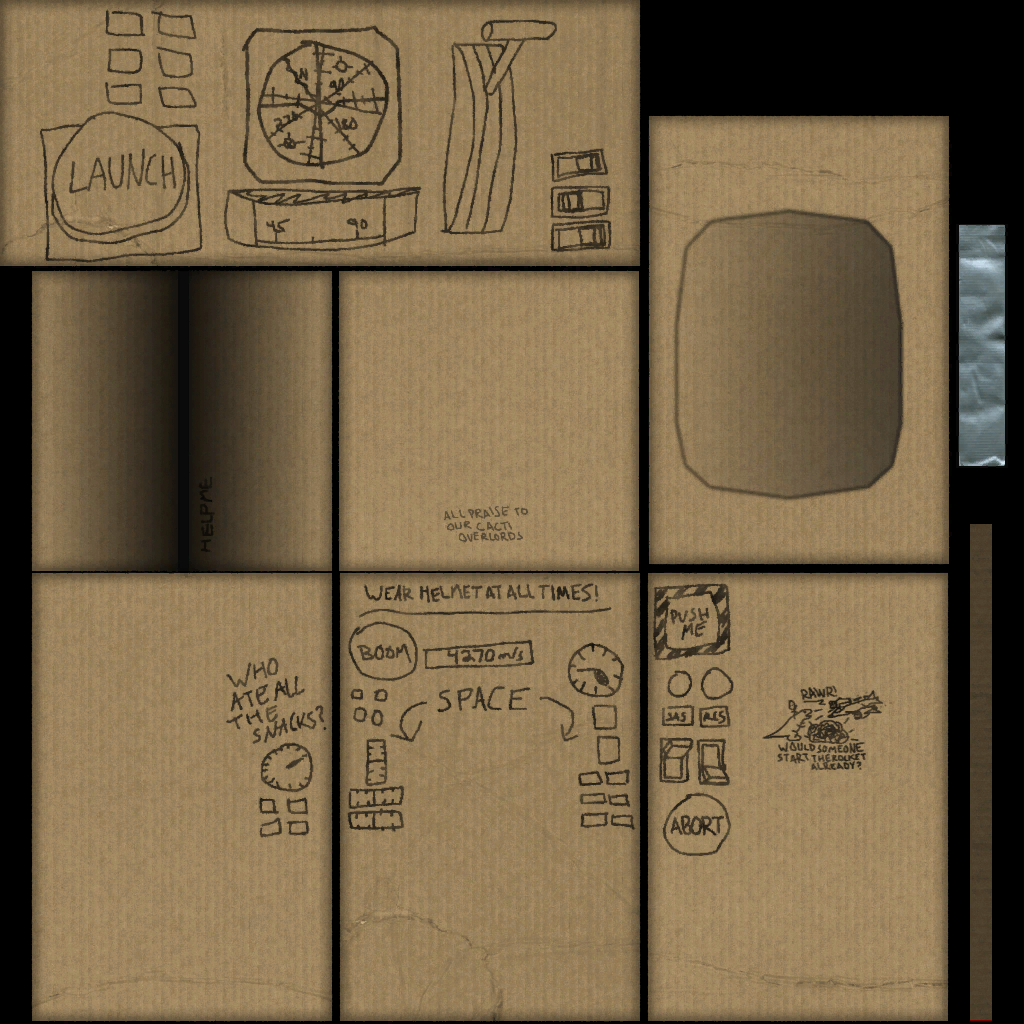 LAUNCH
N
90
270
180
45 90
HELP ME
ALL PRAISE TO
OUR CACTI
OVERLORDS
WHO
ATE ALL
THE
SNACKS?
WEAR HELMET AT ALL TIMES!
BOOM
4270 m/s
SPACE
PUSH
ME
SAS RCS
ABORT
RAWR!
WOULD SOMEONE
START THE ROCKET
ALREADY?